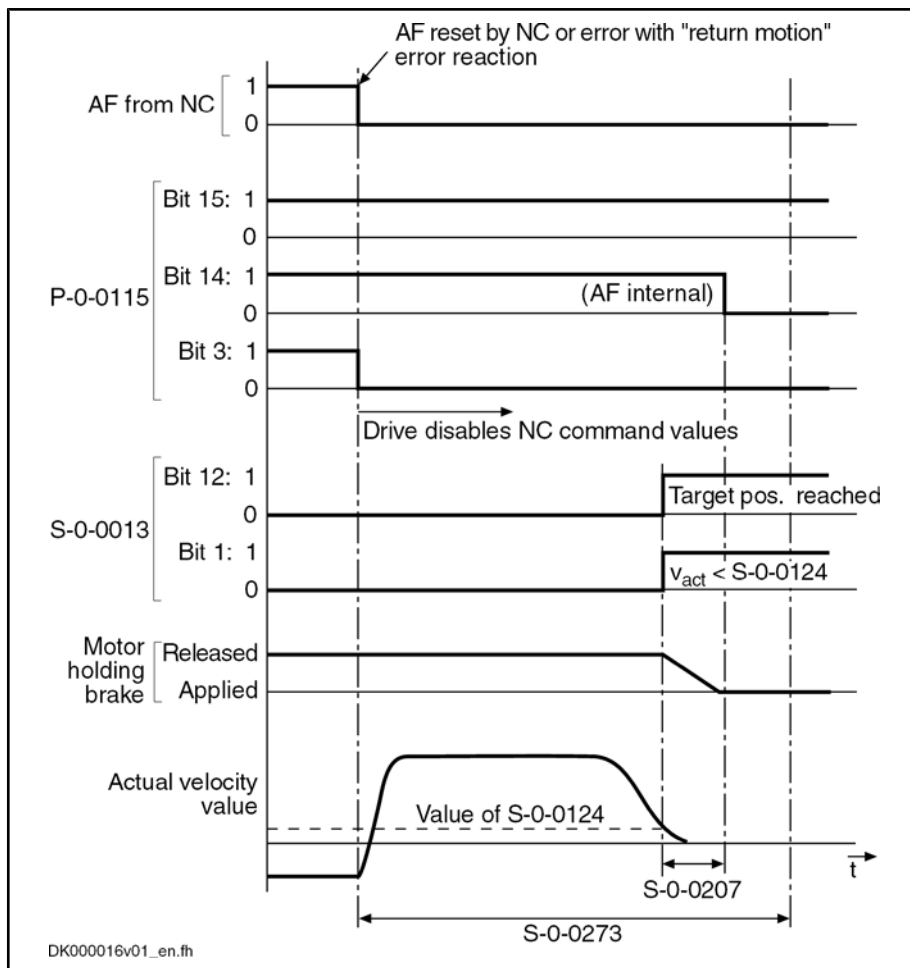 AF reset by NC or error with "return motion"
error reaction
AF from NC
1
0
P-0-0115
Bit 15: 1
0
Bit 14: 1
(AF internal)
0
Bit 3: 1
0
Drive disables NC command values
S-0-0013
Bit 12: 1
Target pos. reached
0
Bit 1: 1
vact < S-0-0124
0
Motor
holding
brake
Released
Applied
Actual velocity
value
Value of S-0-0124
t
S-0-0207
S-0-0273
DK000016v01_en.fh